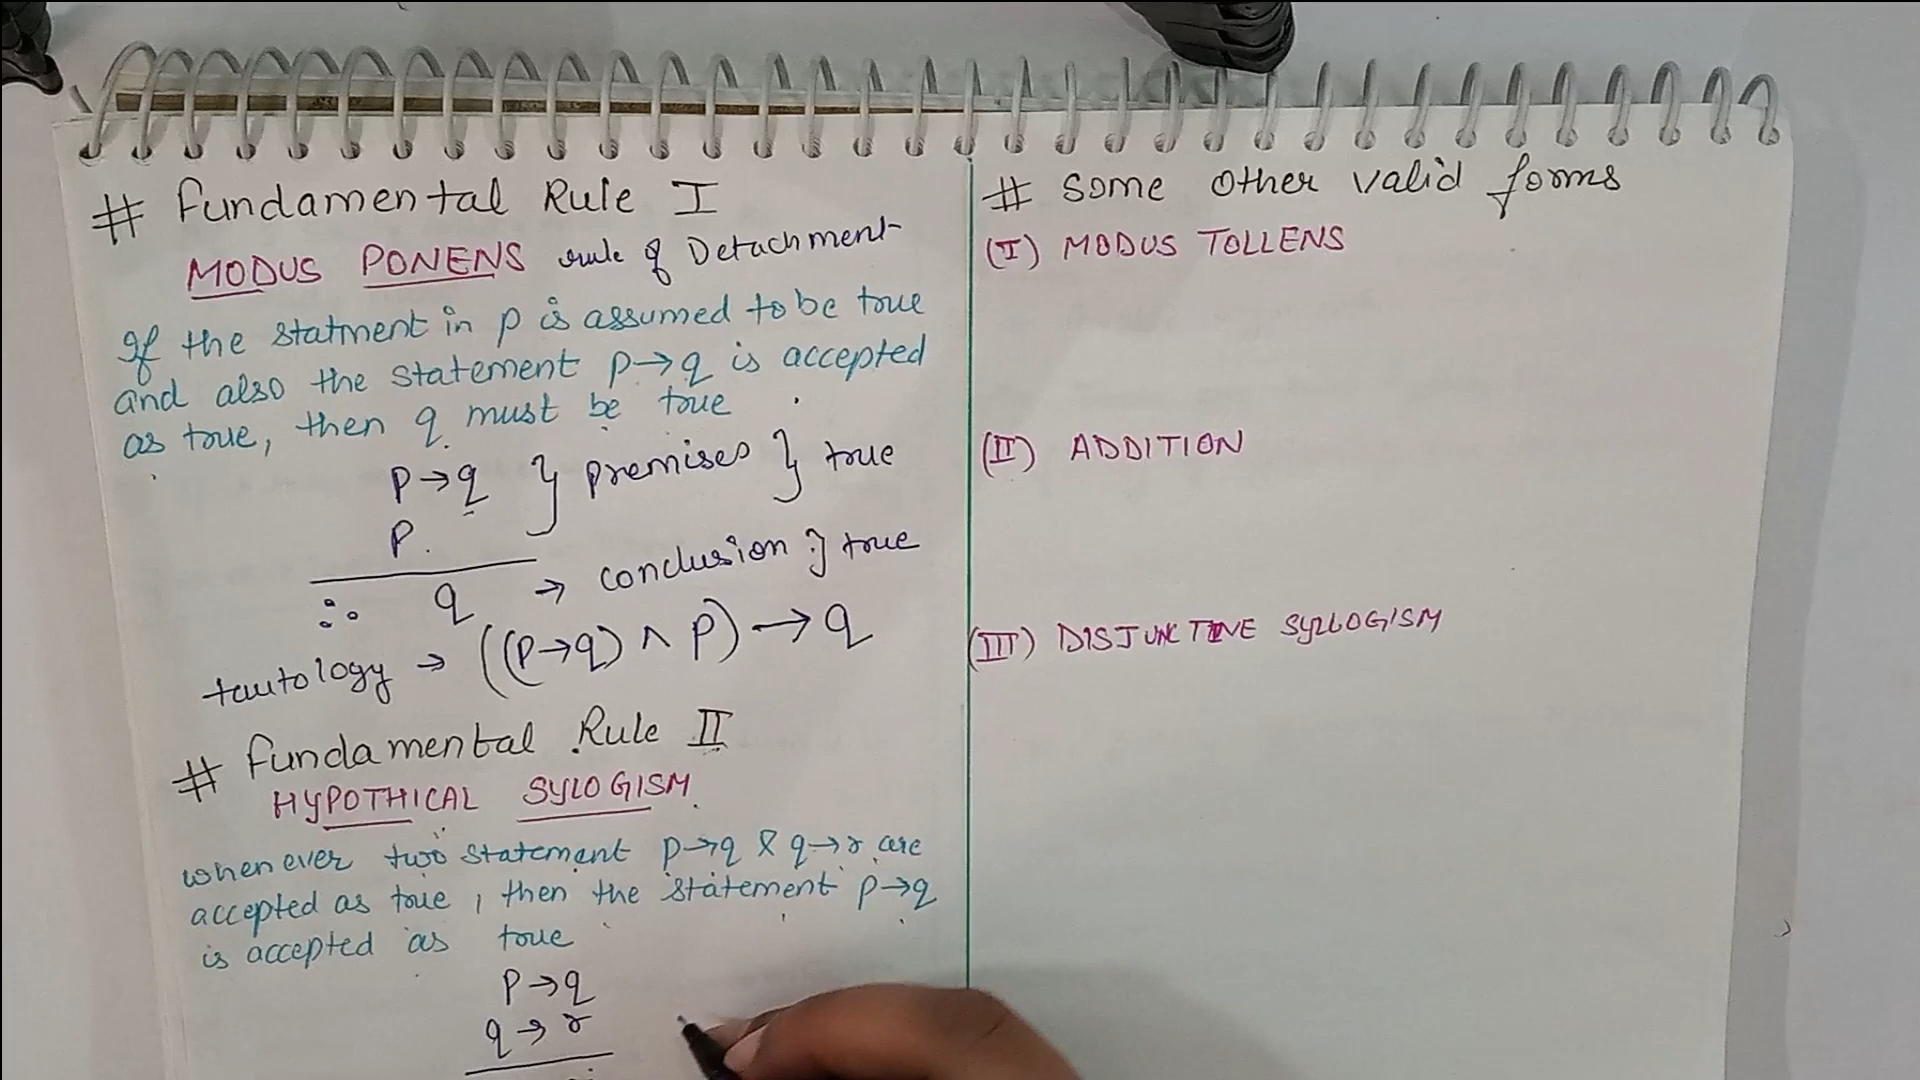 # Fundamental Rule I
MODUS PONENS rule of Detachment
If the statment in p is assumed to be true
and also the statement p→q is accepted
as true, then q must be true
p→q } premises } true
p.
∴ q → conclusion } true
tautology → ((p→q) ∧ p) → q
# Fundamental Rule II
HYPOTHICAL SYLOGISM
whenever two statement p→q & q→r are
accepted as true, then the statement p→q
is accepted as true
p→q
q→r
# Some Other valid forms
(I) MODUS TOLLENS
(II) ADDITION
(III) DISJUNCTIVE SYLLOGISM